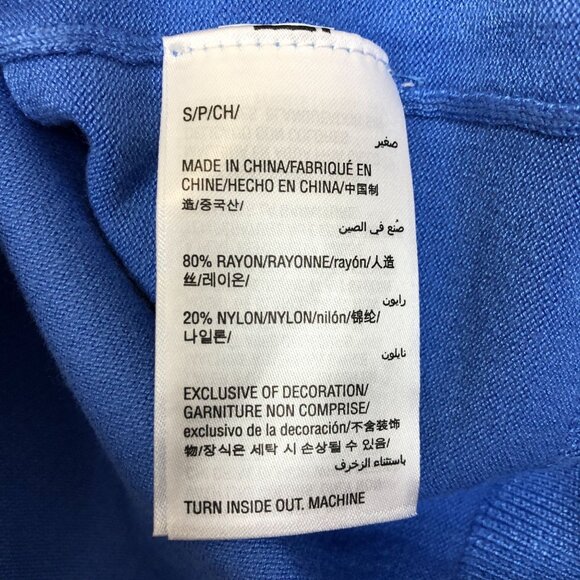 S/P/CH/
صغير
MADE IN CHINA/FABRIQUÉ EN
CHINE/HECHO EN CHINA/中国制
造/중국산/
صُنع في الصين
80% RAYON/RAYONNE/rayón/人造
丝/레이온/
رايون
20% NYLON/NYLON/nilón/锦纶/
나일론/
نايلون
EXCLUSIVE OF DECORATION/
GARNITURE NON COMPRISE/
exclusivo de la decoración/不含装饰
物/장식은 세탁 시 손상될 수 있음/
باستثناء الزخرف
TURN INSIDE OUT. MACHINE